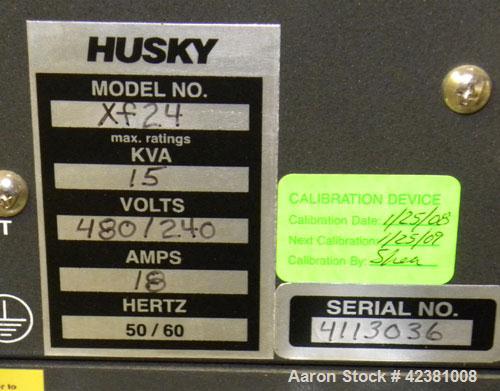 HUSKY
MODEL NO.
Xf24
max. ratings
KVA
15
VOLTS
480/240
AMPS
18
HERTZ
50/60
T
CALIBRATION DEVICE
Calibration Date: 1/25/08
Next Calibration: 1/25/09
Calibration By: Shea
SERIAL NO.
4113036
r to
Aaron Stock # 42381008